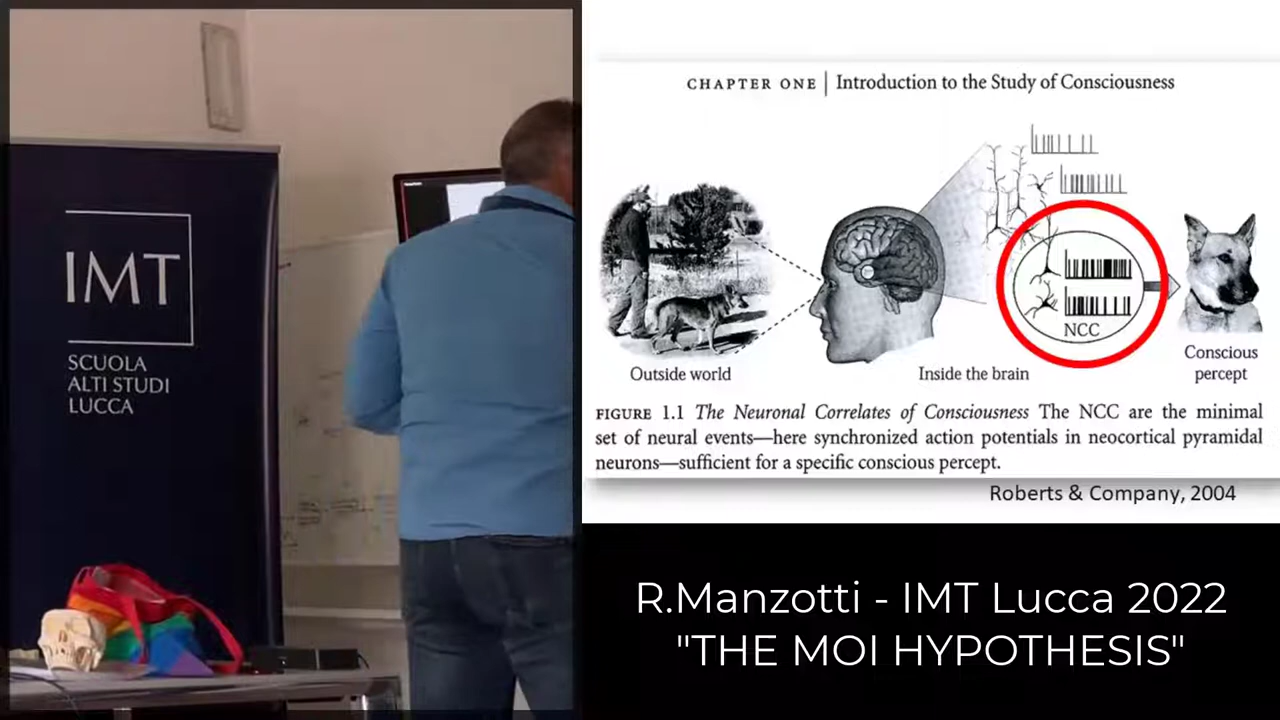 IMT
SCUOLA
ALTI STUDI
LUCCA
CHAPTER ONE | Introduction to the Study of Consciousness
NCC
Outside world
Inside the brain
Conscious
percept
FIGURE 1.1 The Neuronal Correlates of Consciousness The NCC are the minimal
set of neural events—here synchronized action potentials in neocortical pyramidal
neurons—sufficient for a specific conscious percept.
Roberts & Company, 2004
R.Manzotti - IMT Lucca 2022
"THE MOI HYPOTHESIS"